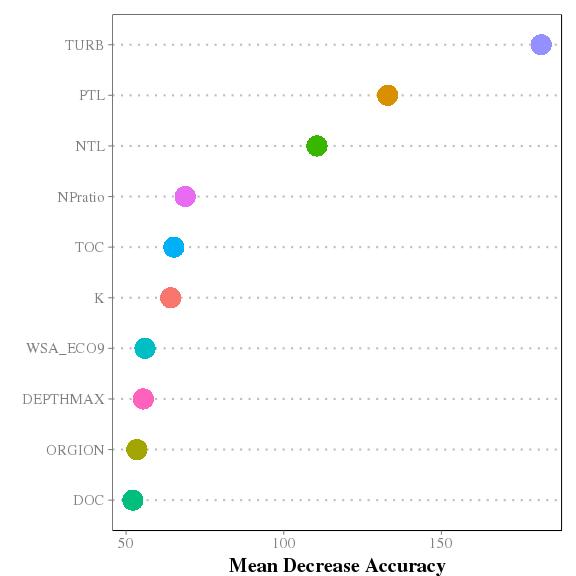 TURB
PTL
NTL
NPratio
TOC
K
WSA_ECO9
DEPTHMAX
ORGION
DOC
50 100 150
Mean Decrease Accuracy